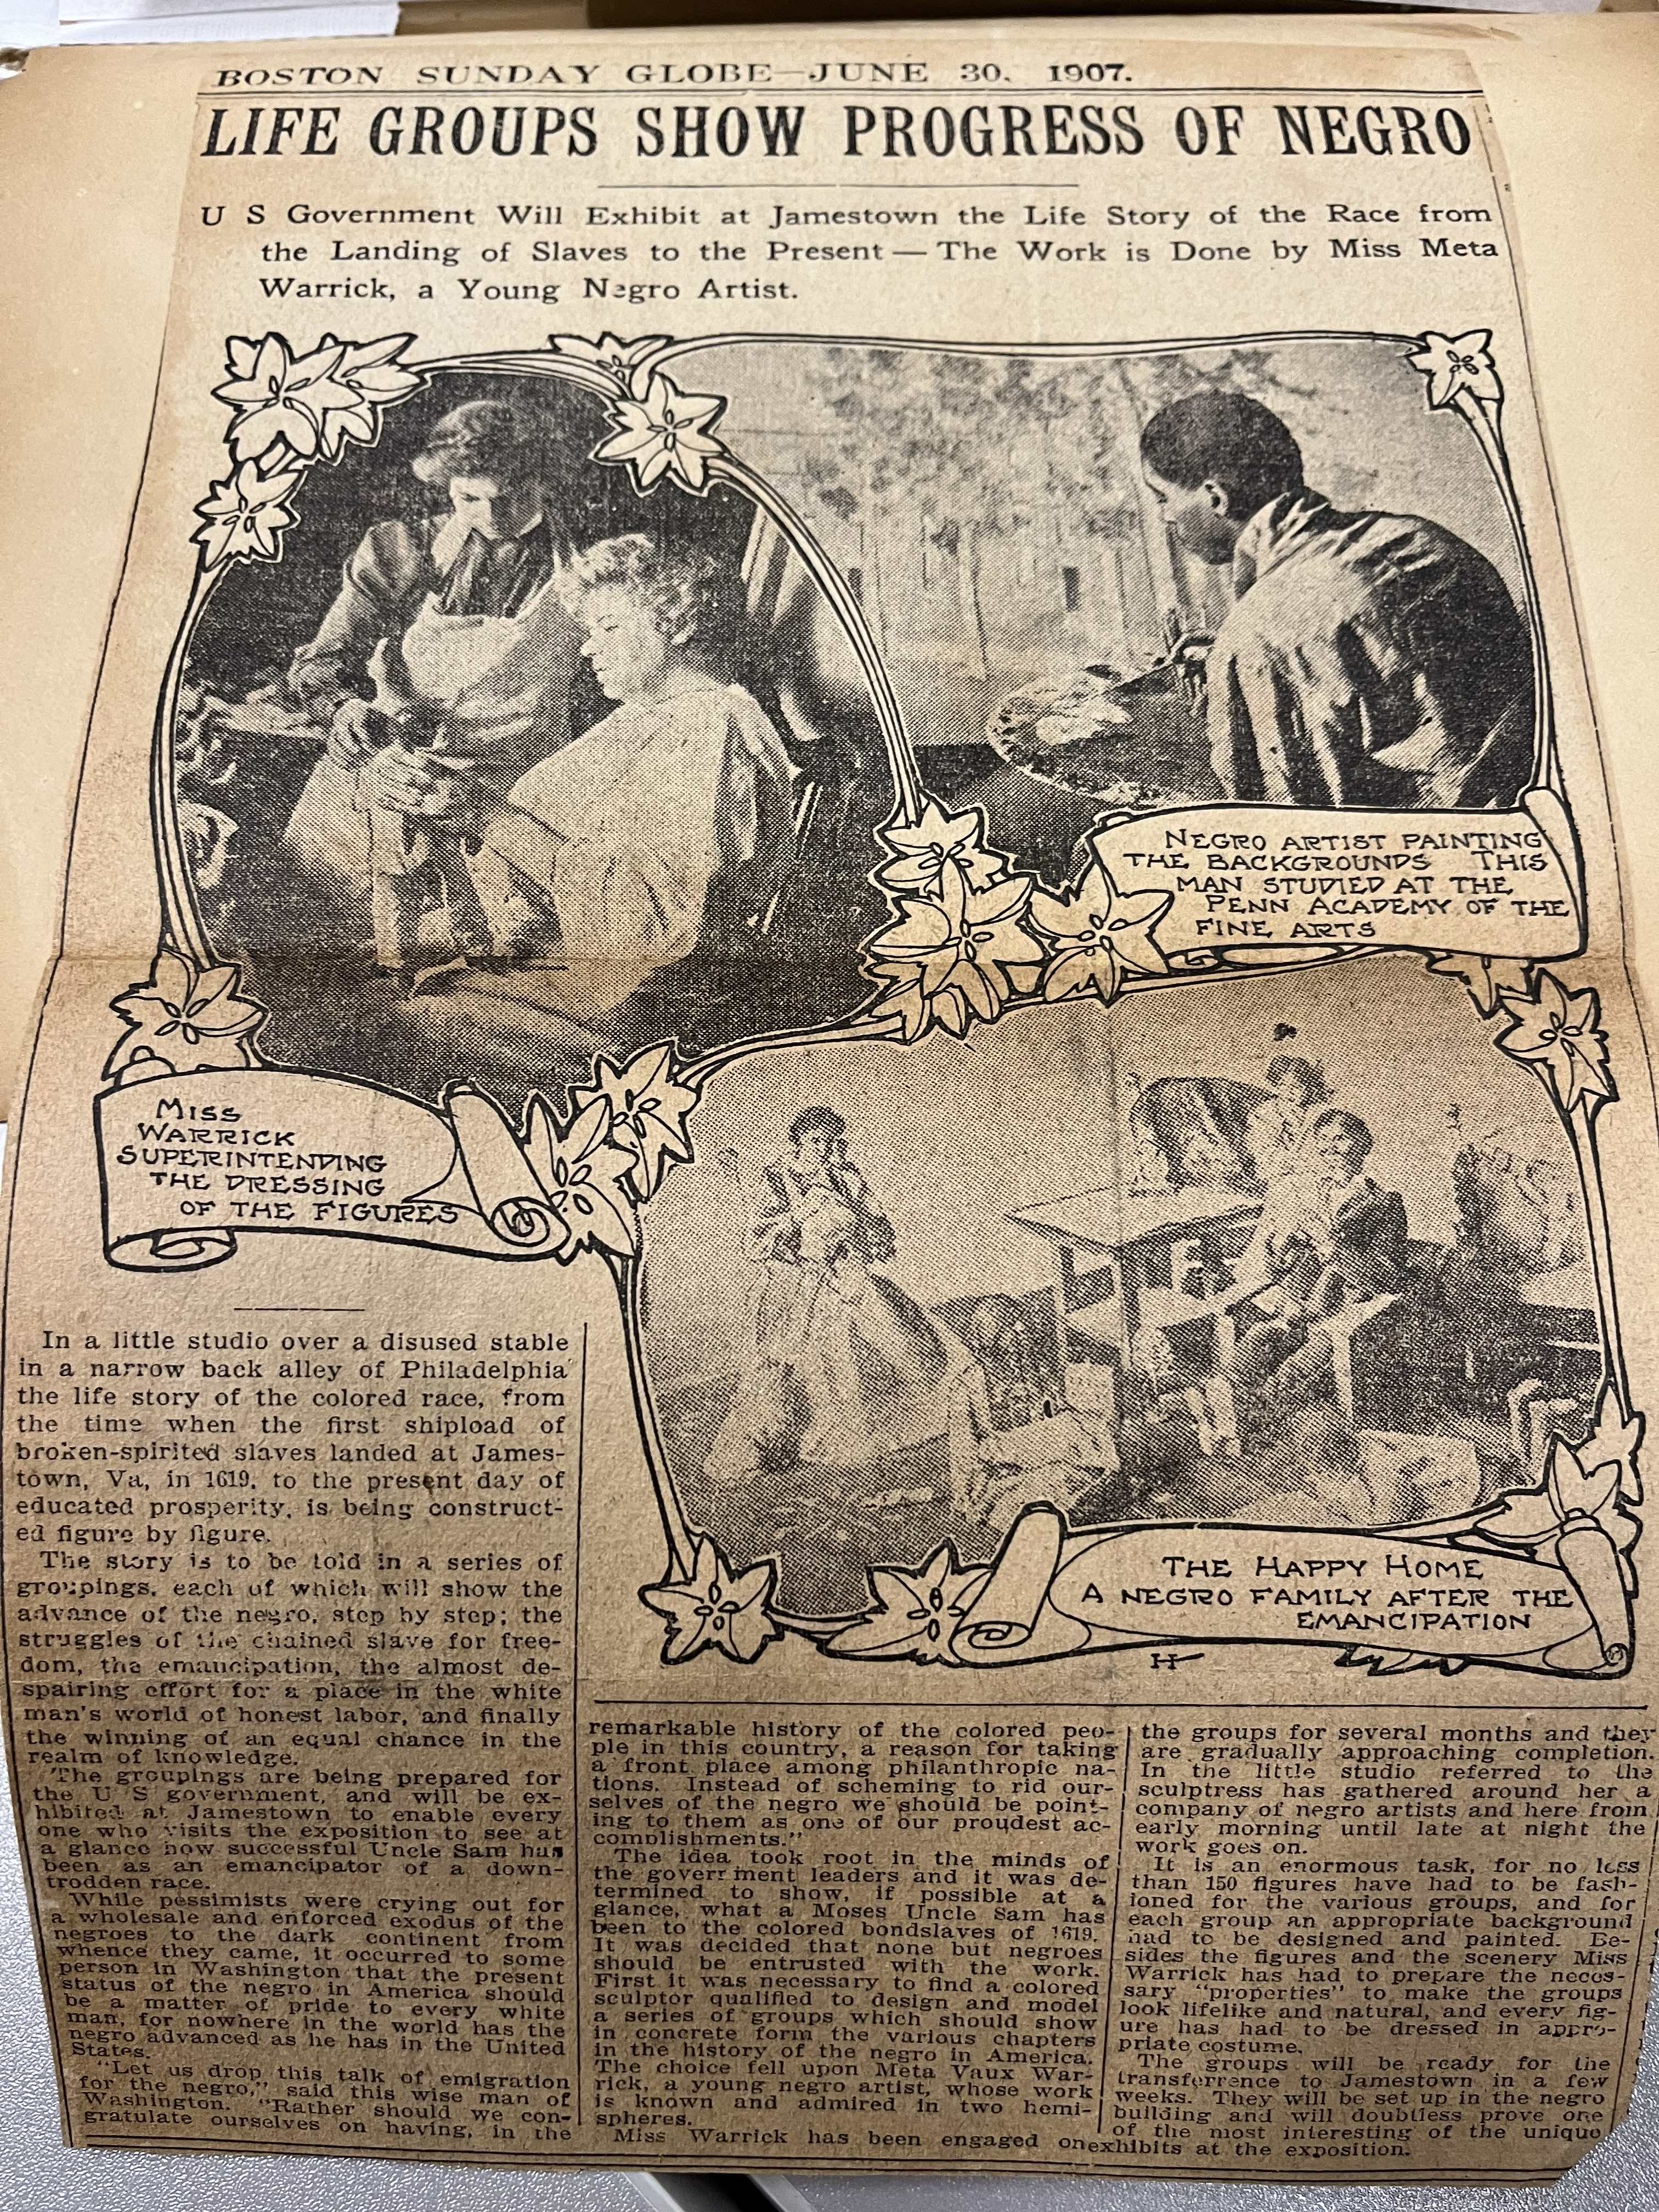 BOSTON SUNDAY GLOBE—JUNE 30, 1907.
LIFE GROUPS SHOW PROGRESS OF NEGRO
U S Government Will Exhibit at Jamestown the Life Story of the Race from
the Landing of Slaves to the Present — The Work is Done by Miss Meta
Warrick, a Young Negro Artist.
NEGRO ARTIST PAINTING
THE BACKGROUNDS THIS
MAN STUDIED AT THE
PENN ACADEMY OF THE
FINE ARTS
MISS
WARRICK
SUPERINTENDING
THE DRESSING
OF THE FIGURES
THE HAPPY HOME
A NEGRO FAMILY AFTER THE
EMANCIPATION
H
In a little studio over a disused stable
in a narrow back alley of Philadelphia
the life story of the colored race, from
the time when the first shipload of
broken-spirited slaves landed at James-
town, Va, in 1619, to the present day of
educated prosperity, is being construct-
ed figure by figure.
The story is to be told in a series of
groupings, each of which will show the
advance of the negro, step by step; the
struggles of the chained slave for free-
dom, the emancipation, the almost de-
spairing effort for a place in the white
man's world of honest labor, and finally
the winning of an equal chance in the
realm of knowledge.
The groupings are being prepared for
the U S government, and will be ex-
hibited at Jamestown to enable every
one who visits the exposition to see at
a glance how successful Uncle Sam has
been as an emancipator of a down-
trodden race.
While pessimists were crying out for
a wholesale and enforced exodus of the
negroes to the dark continent from
whence they came, it occurred to some
person in Washington that the present
status of the negro in America should
be a matter of pride to every white
man, for nowhere in the world has the
negro advanced as he has in the United
States.
"Let us drop this talk of emigration
for the negro," said this wise man of
Washington. "Rather should we con-
gratulate ourselves on having, in the
remarkable history of the colored peo-
ple in this country, a reason for taking
a front place among philanthropic na-
tions. Instead of scheming to rid our-
selves of the negro we should be point-
ing to them as one of our proudest ac-
complishments."
The idea took root in the minds of
the government leaders and it was de-
termined to show, if possible at a
glance, what a Moses Uncle Sam has
been to the colored bondslaves of 1619.
It was decided that none but negroes
should be entrusted with the work.
First it was necessary to find a colored
sculptor qualified to design and model
a series of groups which should show
in concrete form the various chapters
in the history of the negro in America.
The choice fell upon Meta Vaux War-
rick, a young negro artist, whose work
is known and admired in two hemi-
spheres.
Miss Warrick has been engaged on
the groups for several months and they
are gradually approaching completion.
In the little studio referred to the
sculptress has gathered around her a
company of negro artists and here from
early morning until late at night the
work goes on.
It is an enormous task, for no less
than 150 figures have had to be fash-
ioned for the various groups, and for
each group an appropriate background
had to be designed and painted. Be-
sides the figures and the scenery Miss
Warrick has had to prepare the neces-
sary "properties" to make the groups
look lifelike and natural, and every fig-
ure has had to be dressed in appro-
priate costume.
The groups will be ready for the
transferrence to Jamestown in a few
weeks. They will be set up in the negro
building and will doubtless prove one
of the most interesting of the unique
exhibits at the exposition.